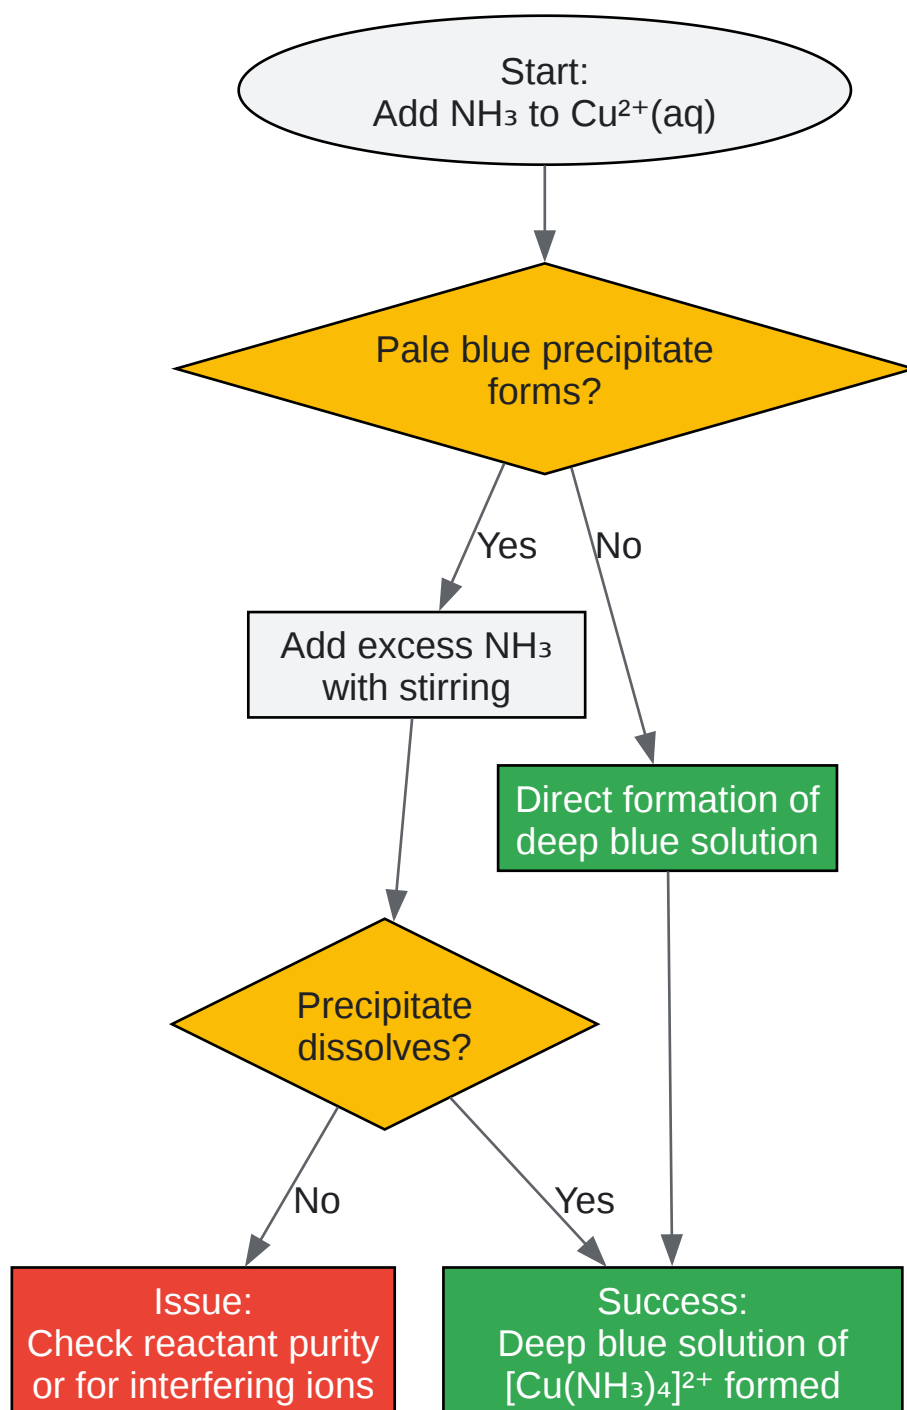 Start:
Add NH₃ to Cu²⁺(aq)
Pale blue precipitate
forms?
Yes
No
Add excess NH₃
with stirring
Direct formation of
deep blue solution
Precipitate
dissolves?
No
Yes
Issue:
Check reactant purity
or for interfering ions
Success:
Deep blue solution of
[Cu(NH₃)₄]²⁺ formed